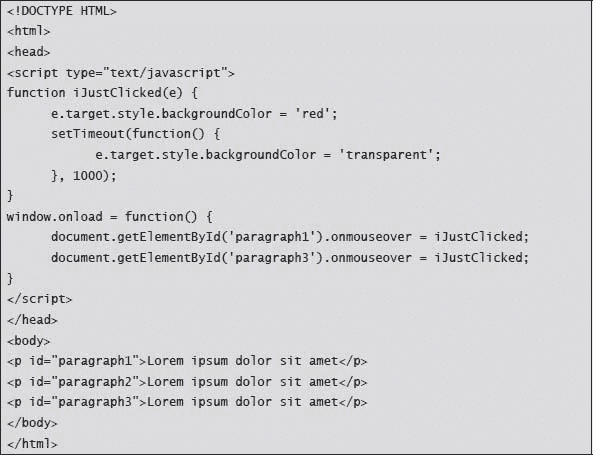 <!DOCTYPE HTML>
<html>
<head>
<script type="text/javascript">
function iJustClicked(e) {
      e.target.style.backgroundColor = 'red';
      setTimeout(function() {
            e.target.style.backgroundColor = 'transparent';
      }, 1000);
}
window.onload = function() {
      document.getElementById('paragraph1').onmouseover = iJustClicked;
      document.getElementById('paragraph3').onmouseover = iJustClicked;
}
</script>
</head>
<body>
<p id="paragraph1">Lorem ipsum dolor sit amet</p>
<p id="paragraph2">Lorem ipsum dolor sit amet</p>
<p id="paragraph3">Lorem ipsum dolor sit amet</p>
</body>
</html>